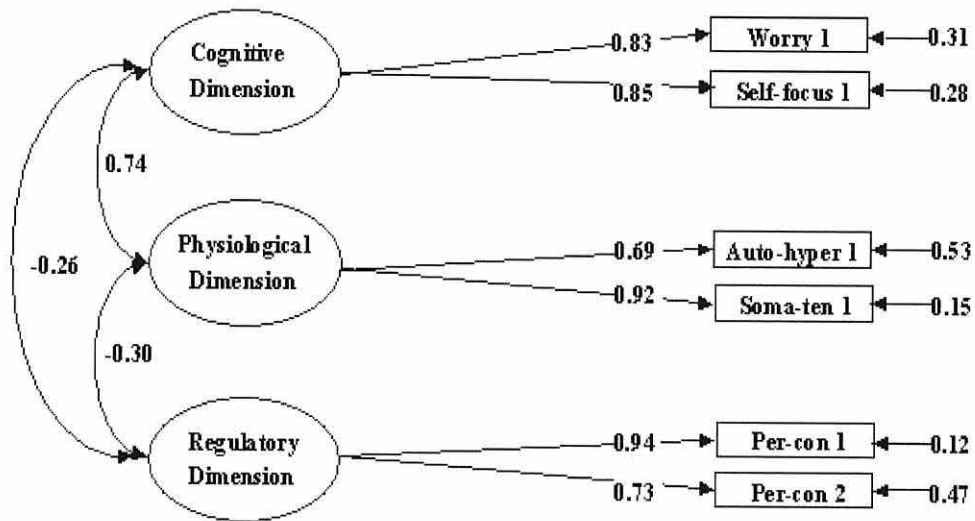 Cognitive
Dimension
0.83
Worry 1
0.31
0.85
Self-focus 1
0.28
0.74
Physiological
Dimension
0.69
Auto-hyper 1
0.53
0.92
Soma-ten 1
0.15
-0.26
-0.30
Regulatory
Dimension
0.94
Per-con 1
0.12
0.73
Per-con 2
0.47